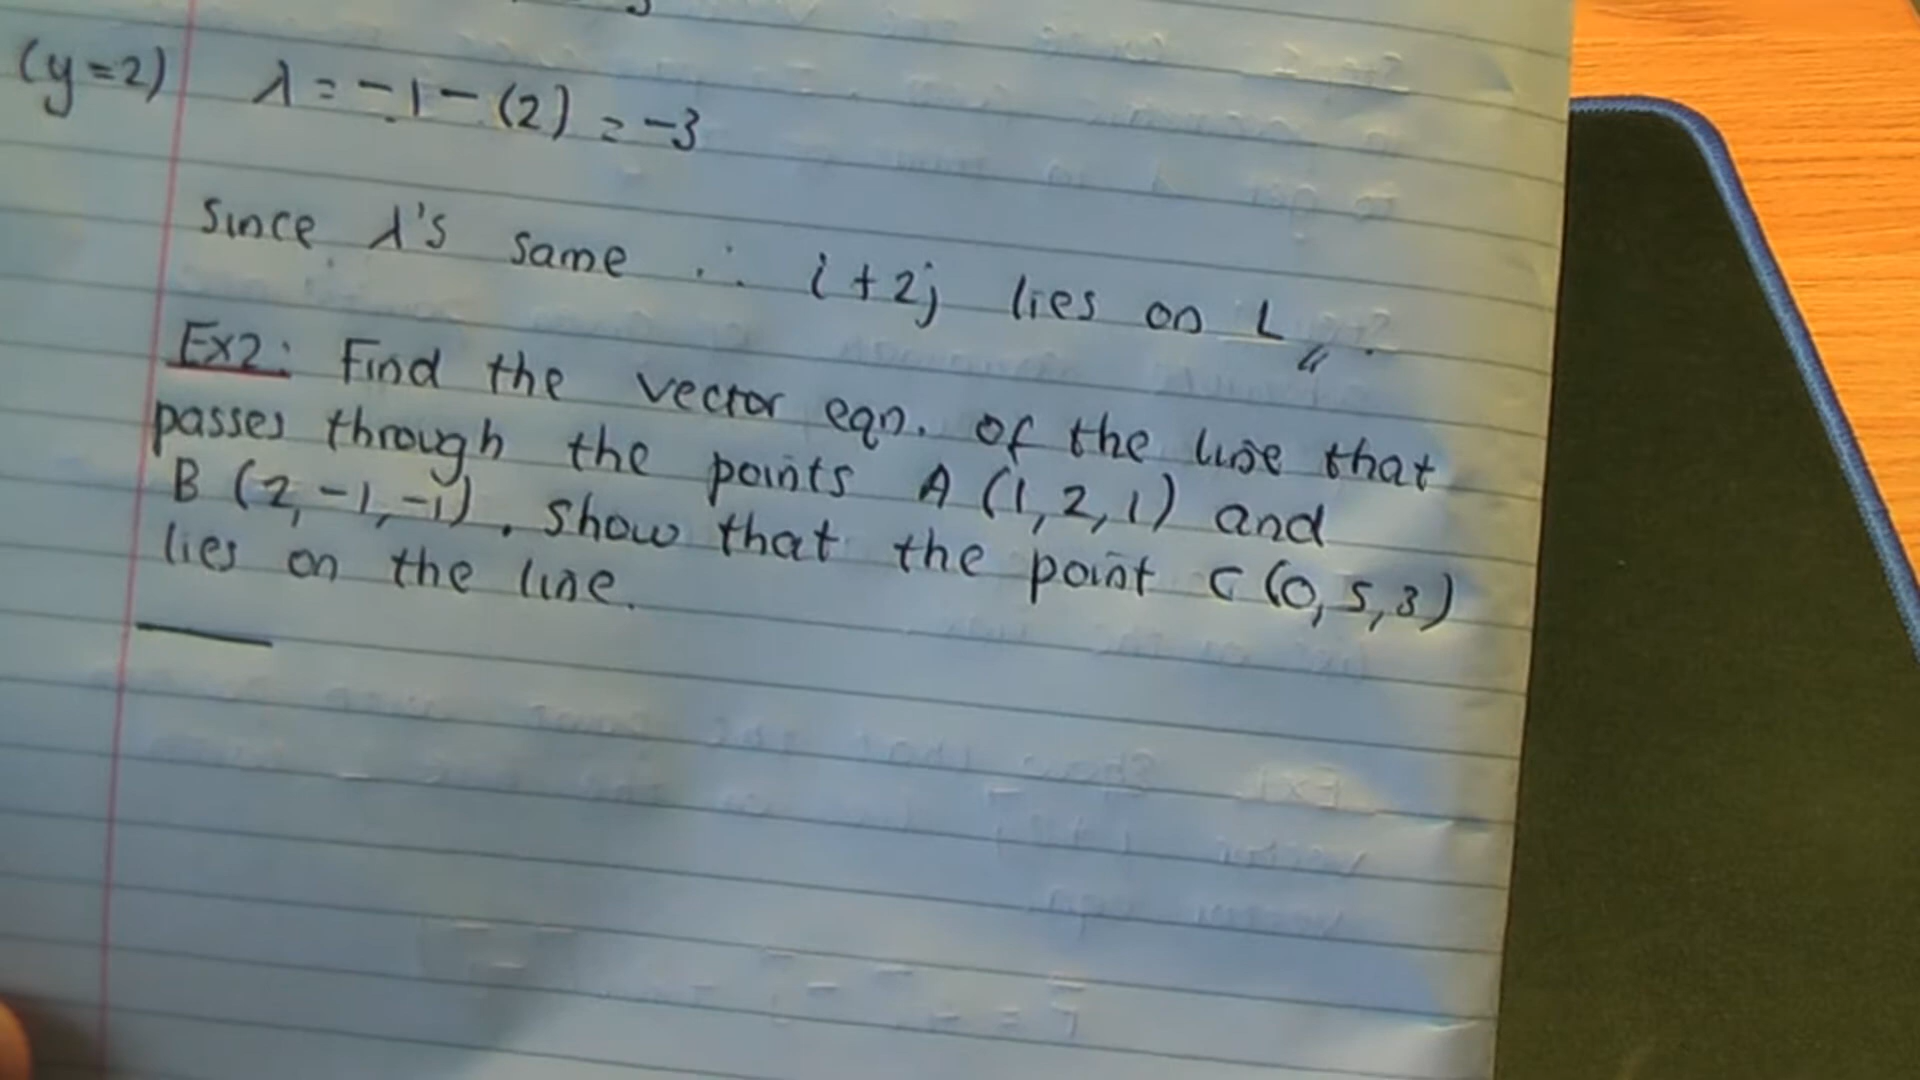 (y=2) λ = -1 - (2) = -3
Since λ's same ∴ i + 2j lies on L
Ex2: Find the vector eqn. of the line that
passes through the points A (1, 2, 1) and
B (2, -1, -1). Show that the point C (0, 5, 3)
lies on the line.